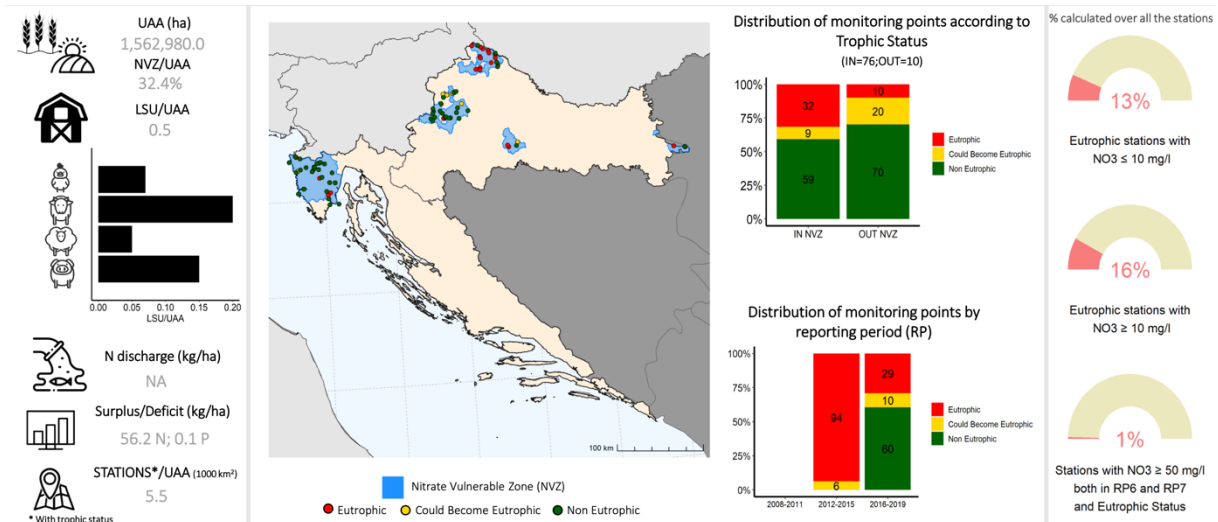 UAA (ha)
1,562,980.0
NVZ/UAA
32.4%
LSU/UAA
0.5
0.00
0.05
0.10
0.15
0.20
LSU/UAA
N discharge (kg/ha)
NA
Surplus/Deficit (kg/ha)
56.2 N; 0.1 P
STATIONS*/UAA (1000 km²)
5.5
* With trophic status
100 km
Nitrate Vulnerable Zone (NVZ)
Eutrophic
Could Become Eutrophic
Non Eutrophic
Distribution of monitoring points according to
Trophic Status
(IN=76;OUT=10)
100%
75%
50%
25%
0%
32
9
59
10
20
70
IN NVZ
OUT NVZ
Eutrophic
Could Become Eutrophic
Non Eutrophic
Distribution of monitoring points by
reporting period (RP)
100%
75%
50%
25%
0%
94
6
29
10
60
2008-2011
2012-2015
2016-2019
Eutrophic
Could Become Eutrophic
Non Eutrophic
% calculated over all the stations
13%
Eutrophic stations with
NO3 ≤ 10 mg/l
16%
Eutrophic stations with
NO3 ≥ 10 mg/l
1%
Stations with NO3 ≥ 50 mg/l
both in RP6 and RP7
and Eutrophic Status